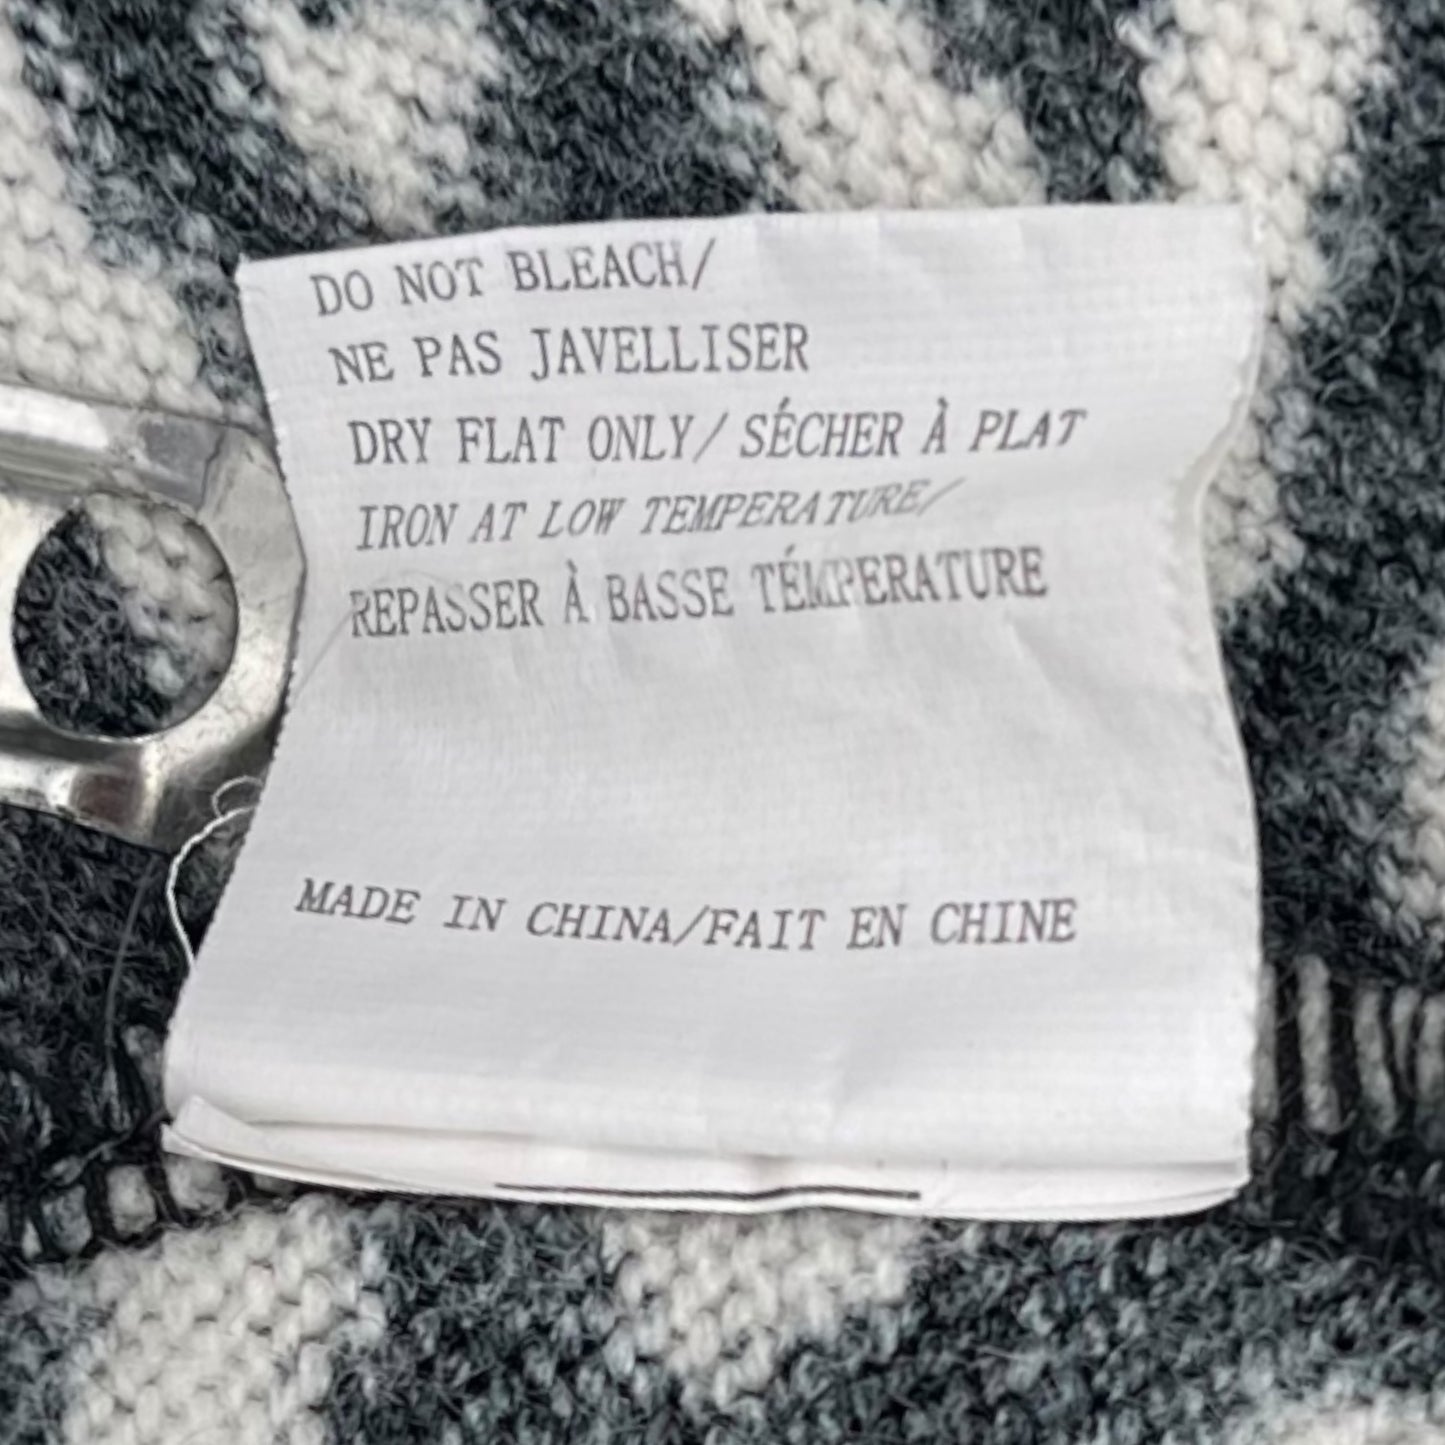 DO NOT BLEACH/
NE PAS JAVELLISER
DRY FLAT ONLY/ SÉCHER À PLAT
IRON AT LOW TEMPERATURE/
REPASSER À BASSE TÉMPERATURE
MADE IN CHINA/FAIT EN CHINE